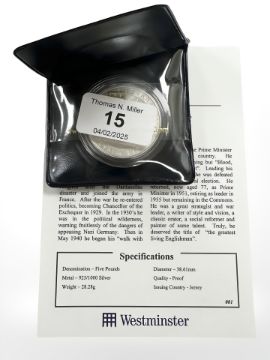 Thomas N. Miller
15
04/02/2025
Prime Minister
country. He
but "Blood,
Leading his
was defeated
election. He
disaster and joined the army in
France. After the war he re-entered
politics, becoming Chancellor of the
Exchequer in 1929. In the 1930's he
was in the political wilderness,
warning fruitlessly of the dangers of
appeasing Nazi Germany. Then in
May 1940 he began his "walk with
returned, now aged 77, as Prime
Minister in 1951, retiring as leader in
1955 but remaining in the Commons.
He was a great strategist and war
leader, a writer of style and vision, a
classic orator, a social reformer and
painter of some talent. Truly, he
deserved the title of "the greatest
living Englishman".
Specifications
Denomination – Five Pounds
Diameter – 38.61mm
Metal – 925/1000 Silver
Quality – Proof
Weight – 28.28g
Issuing Country – Jersey
Westminster